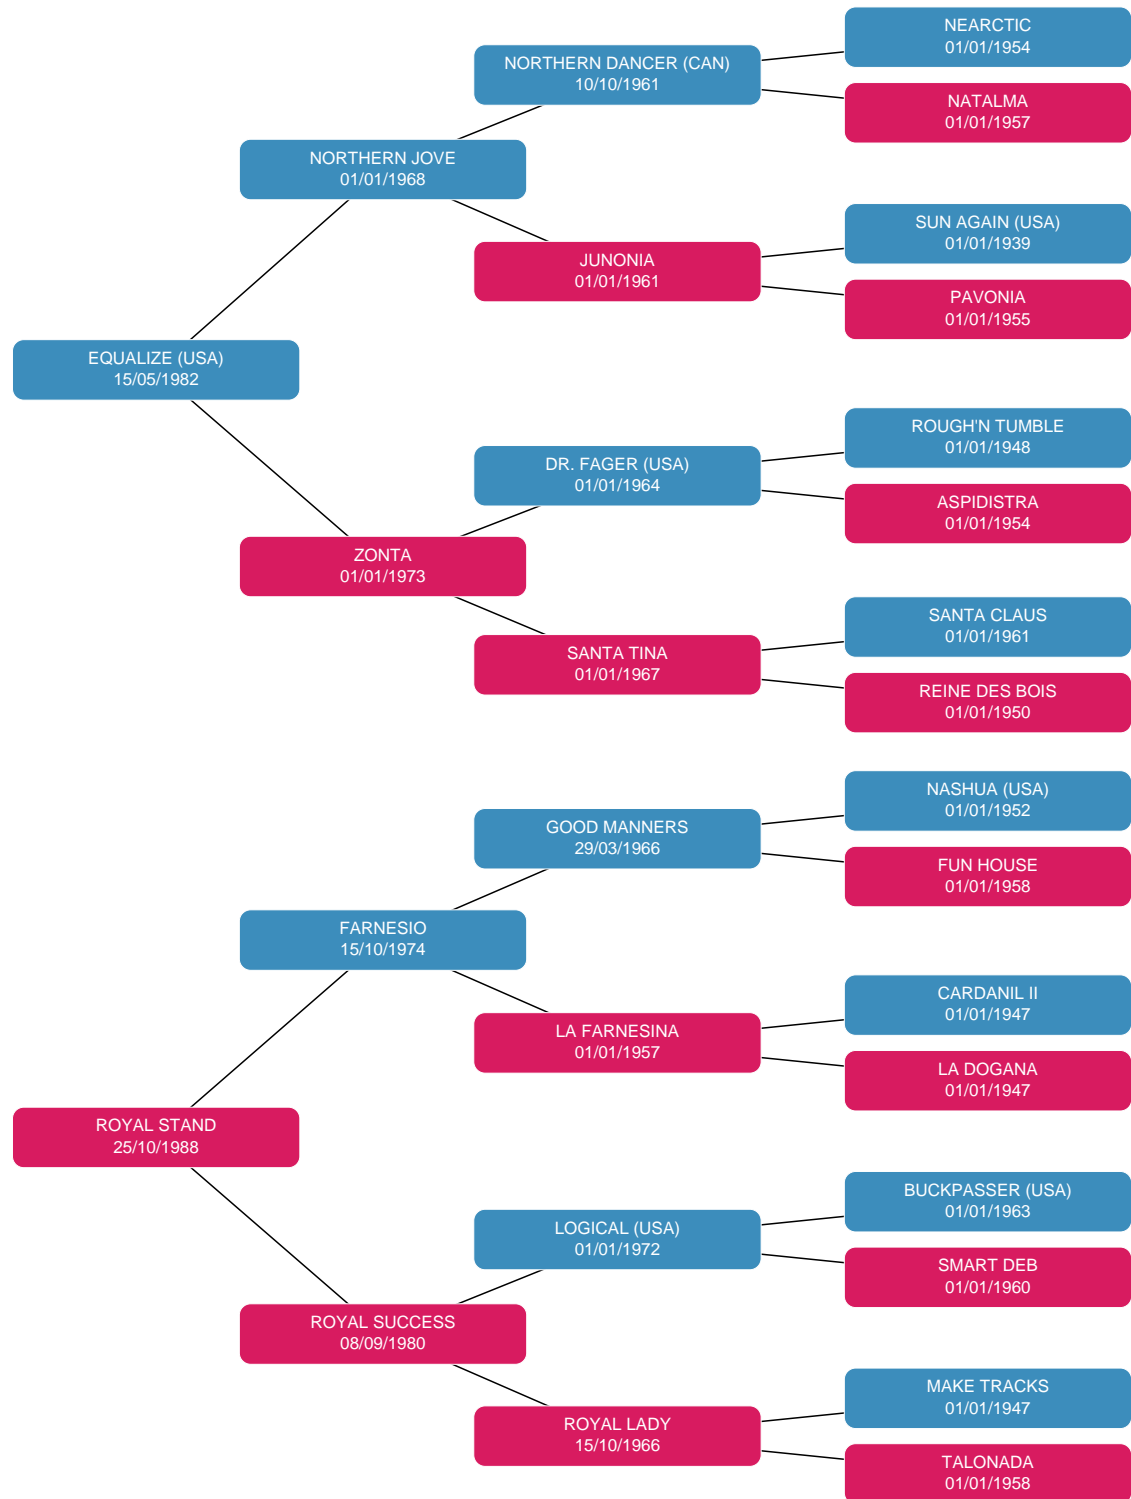 NEARCTIC
01/01/1954
NORTHERN DANCER (CAN)
10/10/1961
NATALMA
01/01/1957
NORTHERN JOVE
01/01/1968
SUN AGAIN (USA)
01/01/1939
JUNONIA
01/01/1961
PAVONIA
01/01/1955
EQUALIZE (USA)
15/05/1982
ROUGH'N TUMBLE
01/01/1948
DR. FAGER (USA)
01/01/1964
ASPIDISTRA
01/01/1954
ZONTA
01/01/1973
SANTA CLAUS
01/01/1961
SANTA TINA
01/01/1967
REINE DES BOIS
01/01/1950
NASHUA (USA)
01/01/1952
GOOD MANNERS
29/03/1966
FUN HOUSE
01/01/1958
FARNESIO
15/10/1974
CARDANIL II
01/01/1947
LA FARNESINA
01/01/1957
LA DOGANA
01/01/1947
ROYAL STAND
25/10/1988
BUCKPASSER (USA)
01/01/1963
LOGICAL (USA)
01/01/1972
SMART DEB
01/01/1960
ROYAL SUCCESS
08/09/1980
MAKE TRACKS
01/01/1947
ROYAL LADY
15/10/1966
TALONADA
01/01/1958